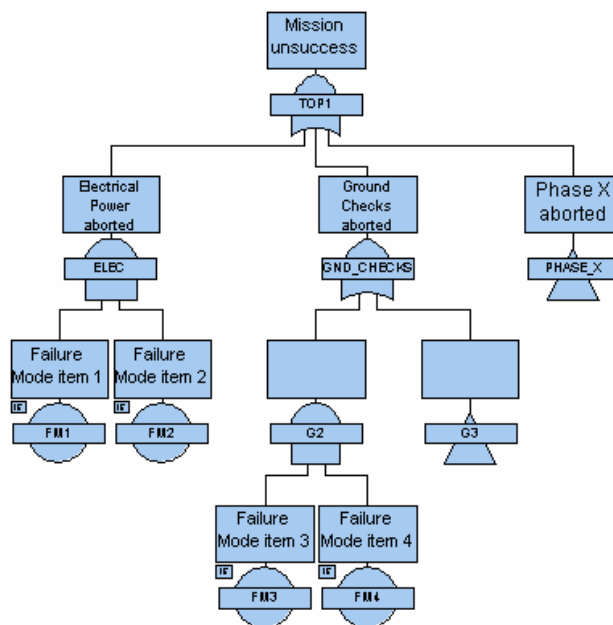 Mission
unsuccess
TOP1
Electrical
Power
aborted
Ground
Checks
aborted
Phase X
aborted
ELEC
GND_CHECKS
PHASE_X
Failure
Mode item 1
Failure
Mode item 2
FM1
FM2
G2
G3
Failure
Mode item 3
Failure
Mode item 4
FM3
FM4